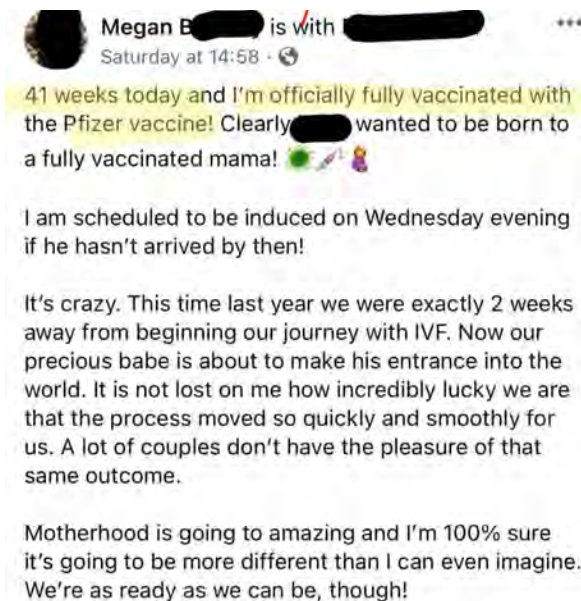 Megan B is with
Saturday at 14:58 ·
41 weeks today and I'm officially fully vaccinated with
the Pfizer vaccine! Clearly wanted to be born to
a fully vaccinated mama!
I am scheduled to be induced on Wednesday evening
if he hasn't arrived by then!
It's crazy. This time last year we were exactly 2 weeks
away from beginning our journey with IVF. Now our
precious babe is about to make his entrance into the
world. It is not lost on me how incredibly lucky we are
that the process moved so quickly and smoothly for
us. A lot of couples don't have the pleasure of that
same outcome.
Motherhood is going to amazing and I'm 100% sure
it's going to be more different than I can even imagine.
We're as ready as we can be, though!